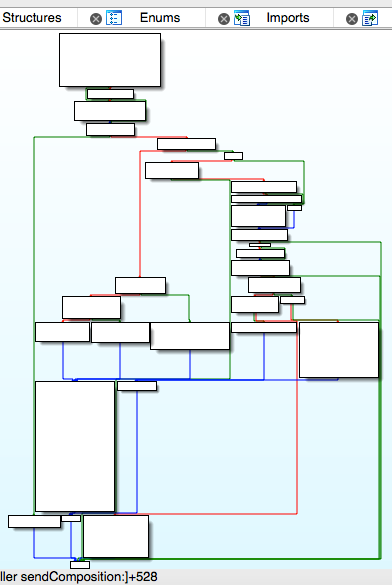 Structures
Enums
Imports
ller sendComposition:]+528